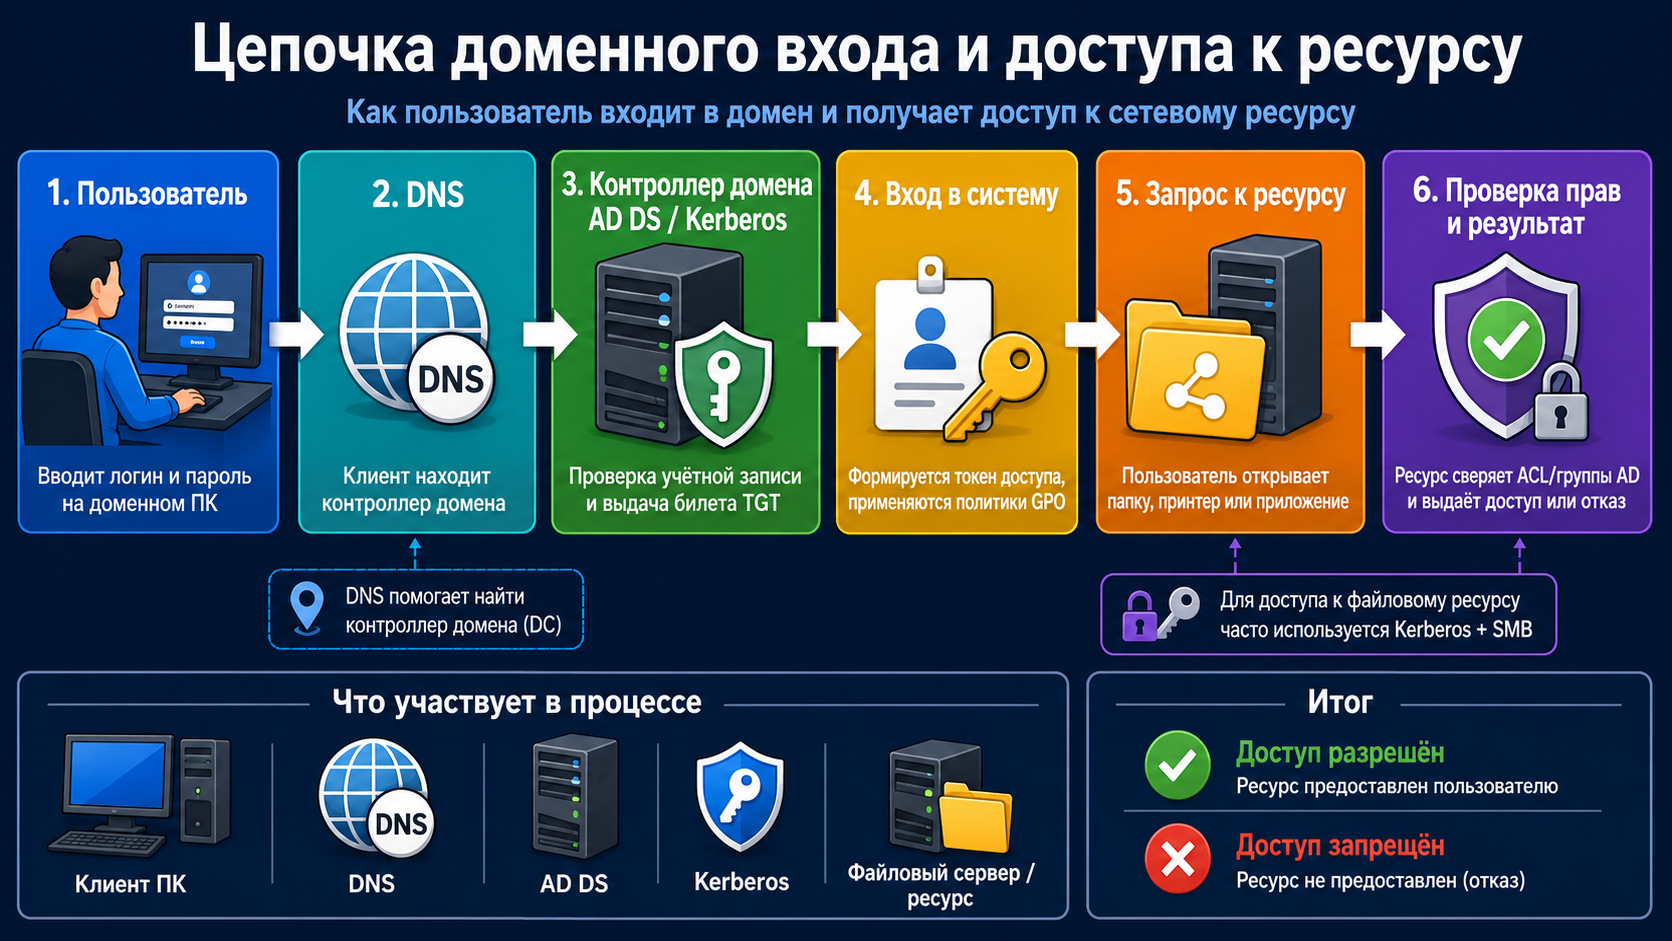 Цепочка доменного входа и доступа к ресурсу
Как пользователь входит в домен и получает доступ к сетевому ресурсу
1. Пользователь
Вводит логин и пароль
на доменном ПК
2. DNS
DNS
Клиент находит
контроллер домена
3. Контроллер домена
AD DS / Kerberos
Проверка учётной записи
и выдача билета TGT
4. Вход в систему
Формируется токен доступа,
применяются политики GPO
5. Запрос к ресурсу
Пользователь открывает
папку, принтер или приложение
6. Проверка прав
и результат
Ресурс сверяет ACL/группы AD
и выдаёт доступ или отказ
DNS помогает найти
контроллер домена (DC)
Для доступа к файловому ресурсу
часто используется Kerberos + SMB
Что участвует в процессе
Клиент ПК
DNS
DNS
AD DS
Kerberos
Файловый сервер /
ресурс
Итог
Доступ разрешён
Ресурс предоставлен пользователю
Доступ запрещён
Ресурс не предоставлен (отказ)